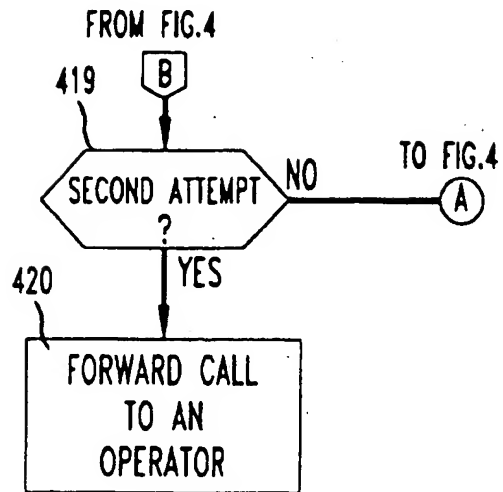 FROM FIG.4
B
419
SECOND ATTEMPT
?
NO
TO FIG.4
A
YES
420
FORWARD CALL
TO AN
OPERATOR